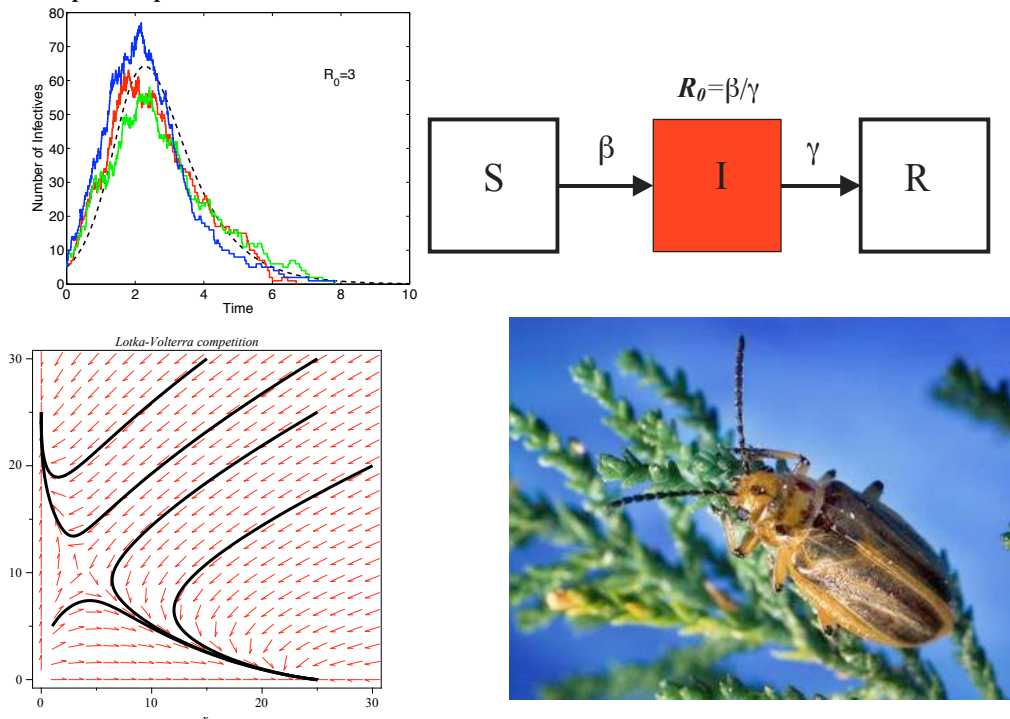 80
70
60
50
40
30
20
10
0
Number of Infectives
R_0=3
0 2 4 6 8 10
Time
R₀=β/γ
S β I γ R
Lotka-Volterra competition
30
20
10
0
0 10 20 30
x